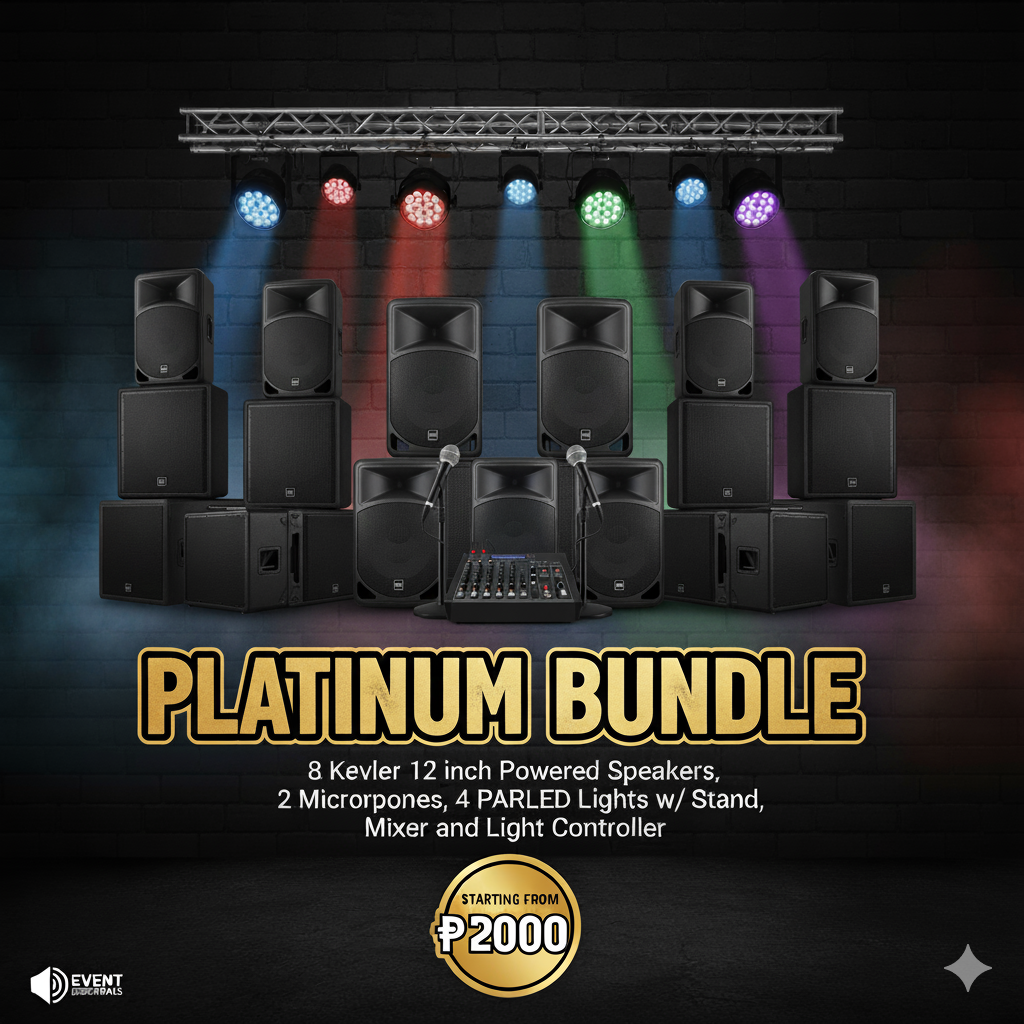 PLATINUM BUNDLE
8 Kevler 12 inch Powered Speakers,
2 Microrpones, 4 PARLED Lights w/ Stand,
Mixer and Light Controller
STARTING FROM
₱2000
EVENT